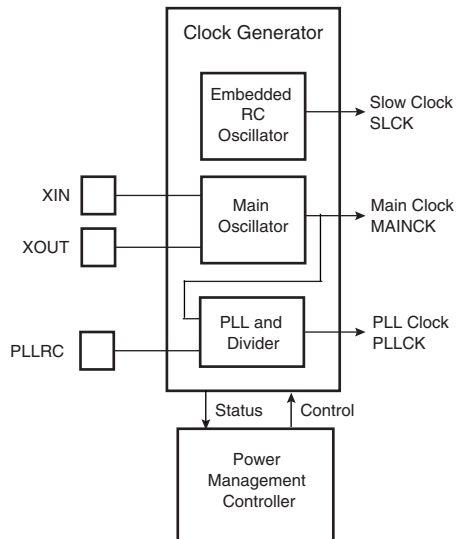 Clock Generator
Embedded
RC
Oscillator
Slow Clock
SLCK
XIN
Main
Oscillator
Main Clock
MAINCK
XOUT
PLL and
Divider
PLL Clock
PLLCK
PLLRC
Status
Control
Power
Management
Controller